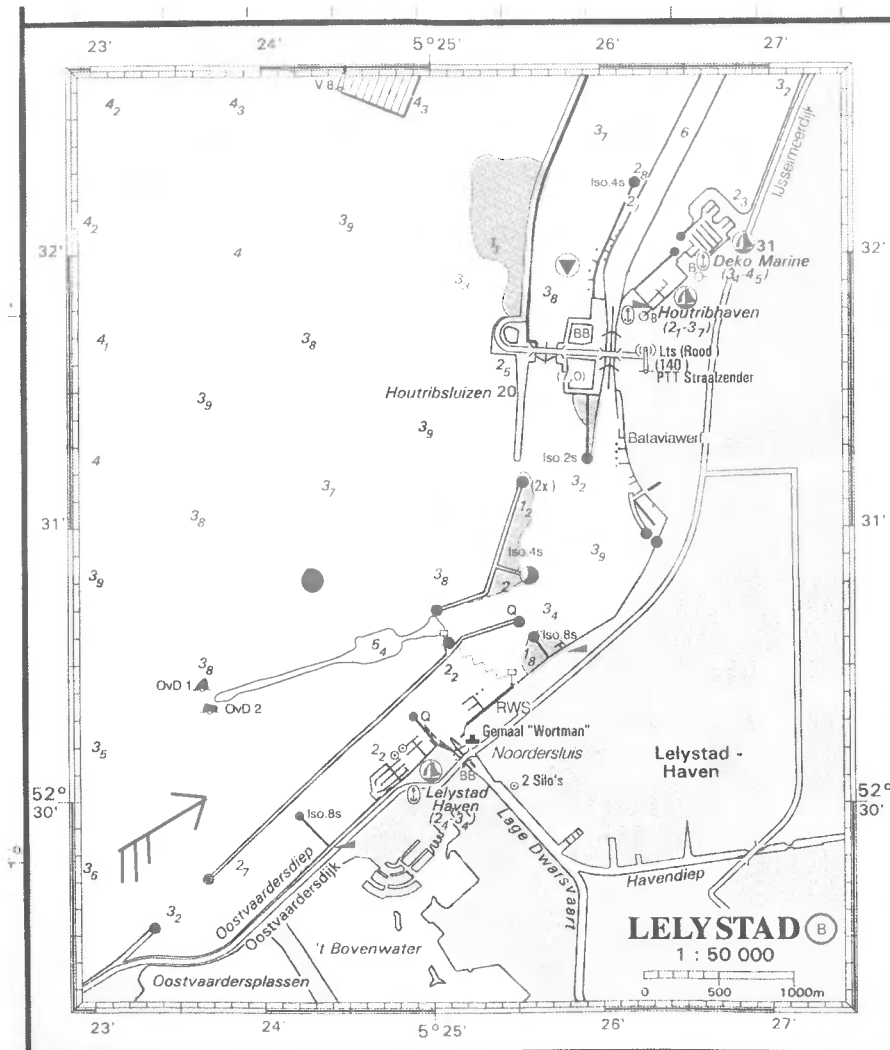 23' 24' 5° 25' 26' 27'
V 8
4₂ 4₃ 4₃ 3₇ 6 3₂
IJsselmeerdijk
Iso.4s 2₈
2₁ 2₃
4₂ 3₉
32' 4 31 32'
B Deko Marine
3₃ (3₁-4₅)
3₈
B Houtribhaven
(2₁-3₇)
4₁ 3₈ BB Lts (Rood)
2₅ (140)
(7,0) PTT Straalzender
Houtribsluizen 20
3₉ 3₉ Bataviawerf
4 Iso.2s
3₇ (2x) 3₂
31' 3₈ 1₂ 31'
Iso.4s 3₉
3₉ 3₈ 2
Q 3₄
Iso.8s
5₄ 1₈
3₈ 2₂
OvD 1
OvD 2 RWS
Q Gemaal "Wortman"
3₅ 2₂ Noordersluis Lelystad -
BB Haven
2 Silo's
52° 30' Lelystad 52° 30'
Haven
(2₄-3₄)
Iso.8s
Lage Dwarsvaart
3₆ 2₇ Havendiep
Oostvaardersdiep
Oostvaardersdijk
3₂
LELYSTAD B
't Bovenwater
1 : 50 000
Oostvaardersplassen
0 500 1000m
23' 24' 5° 25' 26' 27'